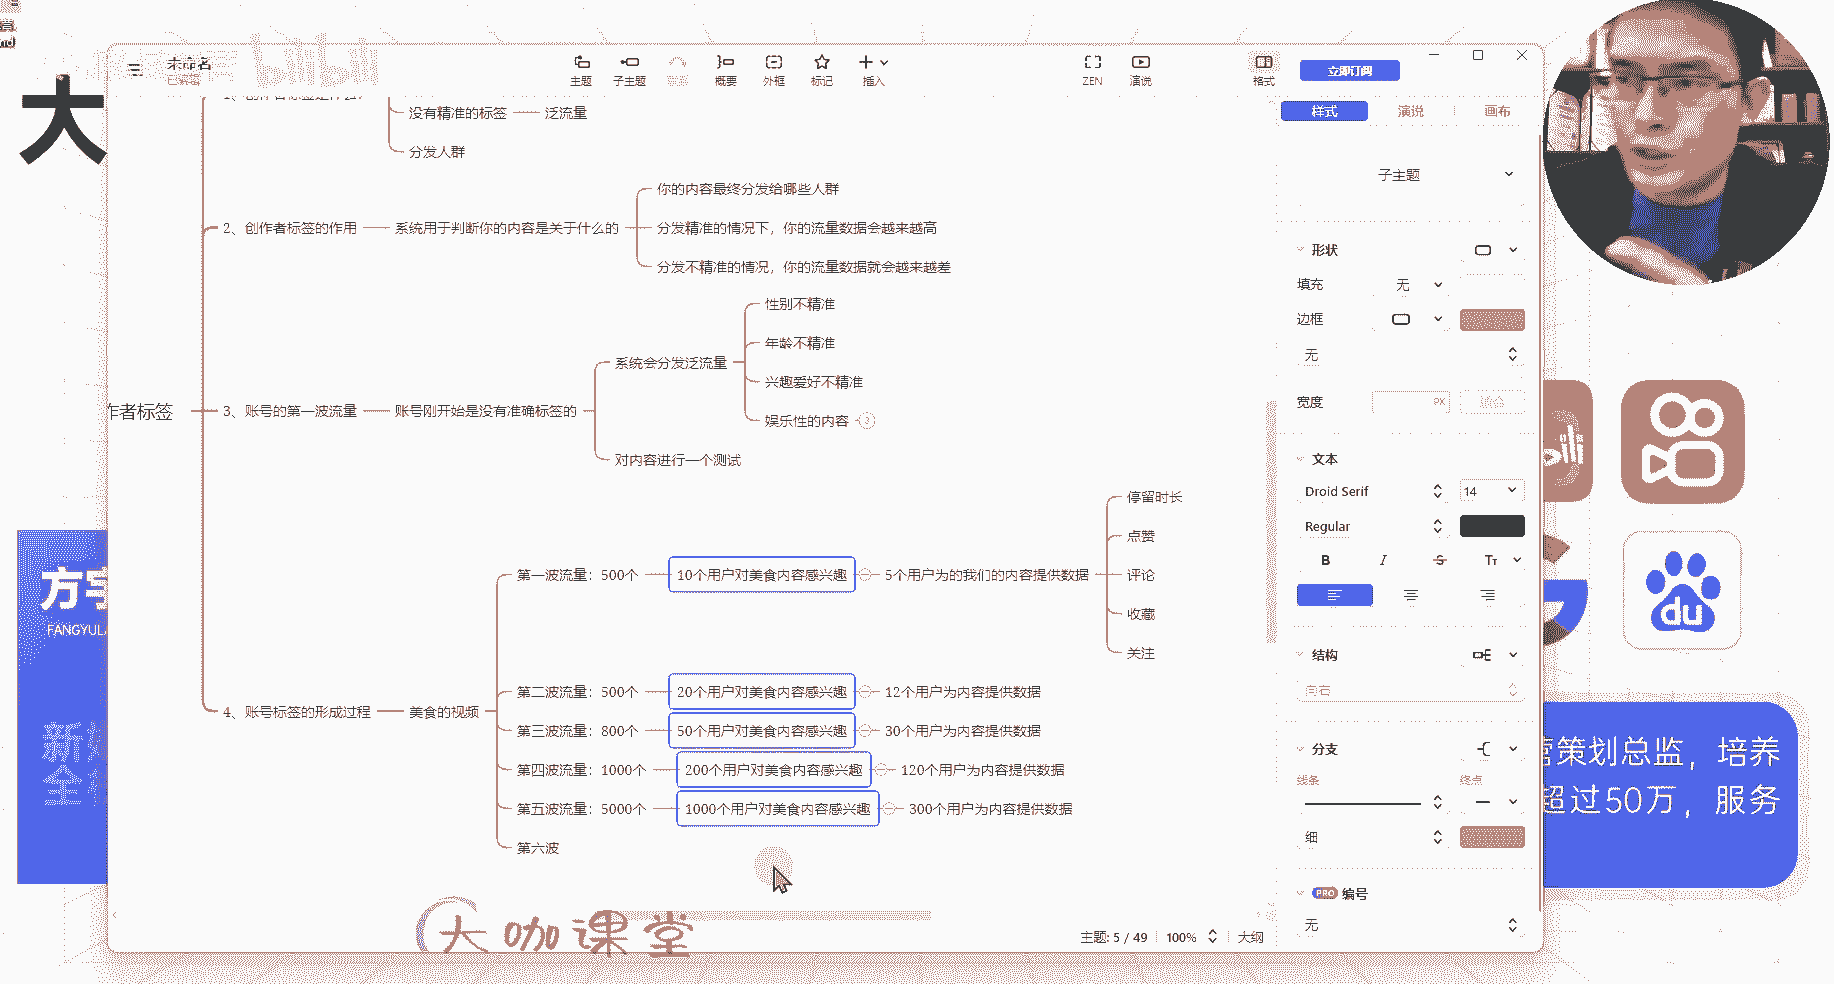 大
未命名
已编辑
bilibili
主题
子主题
概要
外框
标记
插入
ZEN
演说
格式
立即订阅
样式
演说
画布
没有精准的标签
泛流量
分发人群
2、创作者标签的作用
系统用于判断你的内容是关于什么的
你的内容最终分发给哪些人群
分发精准的情况下，你的流量数据会越来越高
分发不精准的情况，你的流量数据就会越来越差
作者标签
3、账号的第一波流量
账号刚开始是没有准确标签的
系统会分发泛流量
性别不精准
年龄不精准
兴趣爱好不精准
娱乐性的内容
3
对内容进行一个测试
4、账号标签的形成过程
美食的视频
第一波流量：500个
10个用户对美食内容感兴趣
5个用户为的我们的内容提供数据
停留时长
点赞
评论
收藏
关注
第二波流量：500个
20个用户对美食内容感兴趣
12个用户为内容提供数据
第三波流量：800个
50个用户对美食内容感兴趣
30个用户为内容提供数据
第四波流量：1000个
200个用户对美食内容感兴趣
120个用户为内容提供数据
第五波流量：5000个
1000个用户对美食内容感兴趣
300个用户为内容提供数据
第六波
子主题
形状
填充
无
边框
无
宽度
PX
文本
Droid Serif
14
Regular
B
I
S
Tт
结构
向右
分支
线条
终点
细
PRO 编号
无
主题: 5 / 49
100%
大纲
大咖课堂
方宇
FANGYUL
新
全
du
营策划总监，培养
超过50万，服务